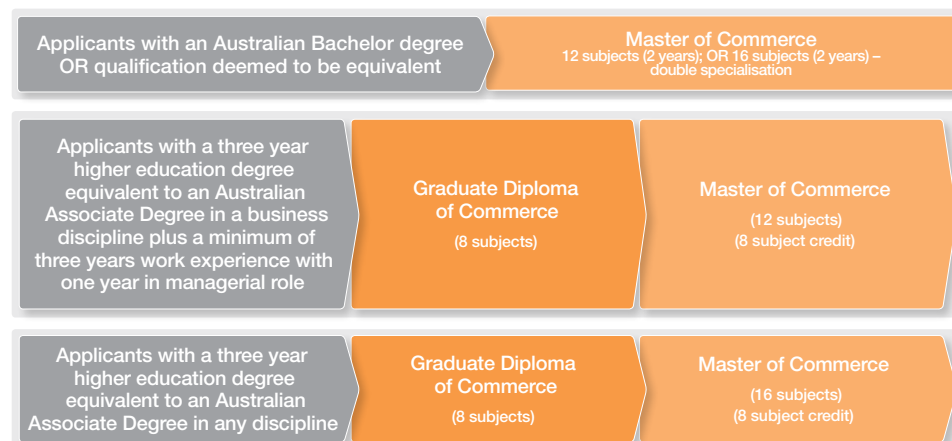 Applicants with an Australian Bachelor degree
OR qualification deemed to be equivalent
Master of Commerce
12 subjects (2 years); OR 16 subjects (2 years) –
double specialisation
Applicants with a three year
higher education degree
equivalent to an Australian
Associate Degree in a business
discipline plus a minimum of
three years work experience with
one year in managerial role
Graduate Diploma
of Commerce
(8 subjects)
Master of Commerce
(12 subjects)
(8 subject credit)
Applicants with a three year
higher education degree
equivalent to an Australian
Associate Degree in any discipline
Graduate Diploma
of Commerce
(8 subjects)
Master of Commerce
(16 subjects)
(8 subject credit)